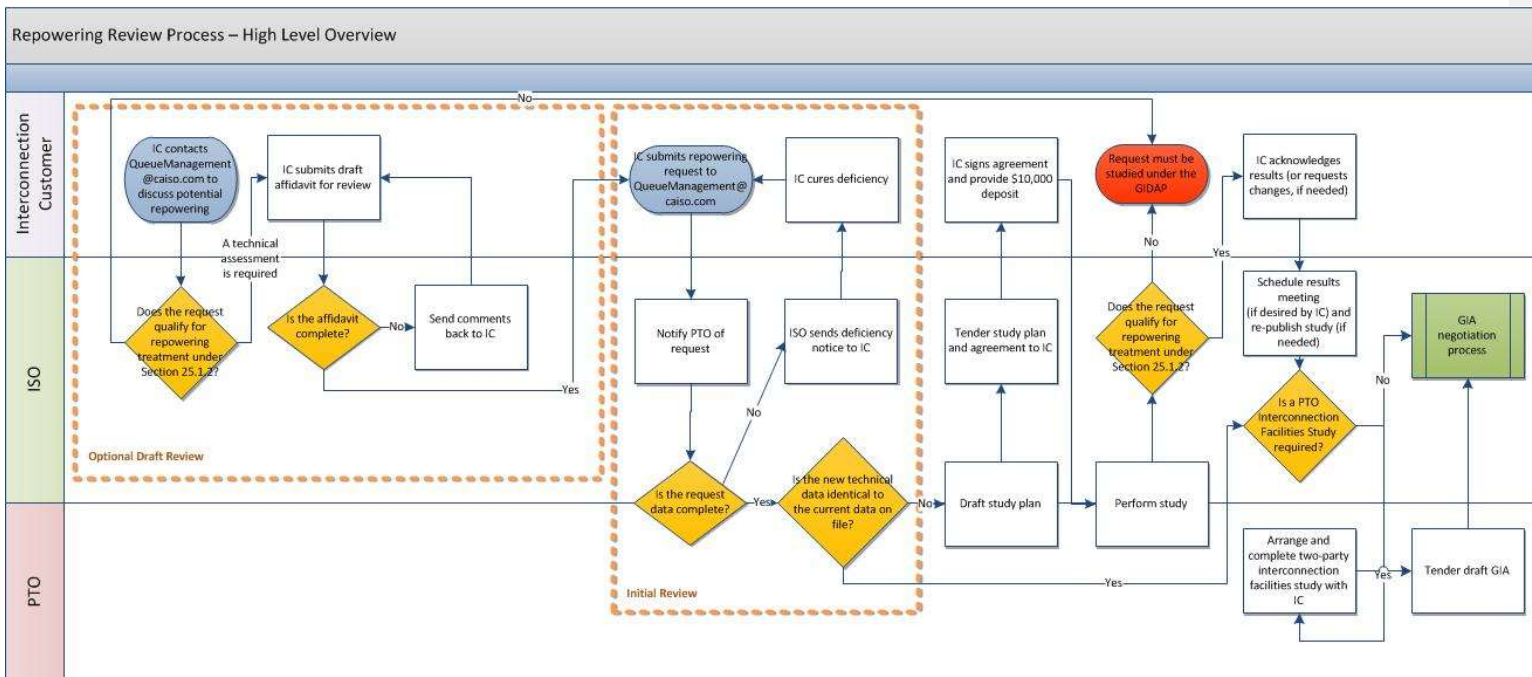 Repowering Review Process – High Level Overview
Interconnection
Customer
ISO
PTO
No
IC contacts
QueueManagement
@caiso.com to
discuss potential
repowering
IC submits draft
affidavit for review
A technical
assessment
is required
Does the request
qualify for
repowering
treatment under
Section 25.1.2?
Is the affidavit
complete?
No
Send comments
back to IC
Yes
Optional Draft Review
IC submits repowering
request to
QueueManagement@
caiso.com
IC cures deficiency
Notify PTO of
request
ISO sends deficiency
notice to IC
No
Is the request
data complete?
Yes
Is the new technical
data identical to
the current data on
file?
No
Yes
Initial Review
IC signs agreement
and provide $10,000
deposit
Tender study plan
and agreement to IC
Draft study plan
Perform study
Request must be
studied under the
GIDAP
No
Does the request
qualify for
repowering
treatment under
Section 25.1.2?
Yes
IC acknowledges
results (or requests
changes, if needed)
Schedule results
meeting
(if desired by IC) and
re-publish study (if
needed)
Is a PTO
Interconnection
Facilities Study
required?
No
Yes
Arrange and
complete two-party
interconnection
facilities study with
IC
Tender draft GIA
GIA
negotiation
process